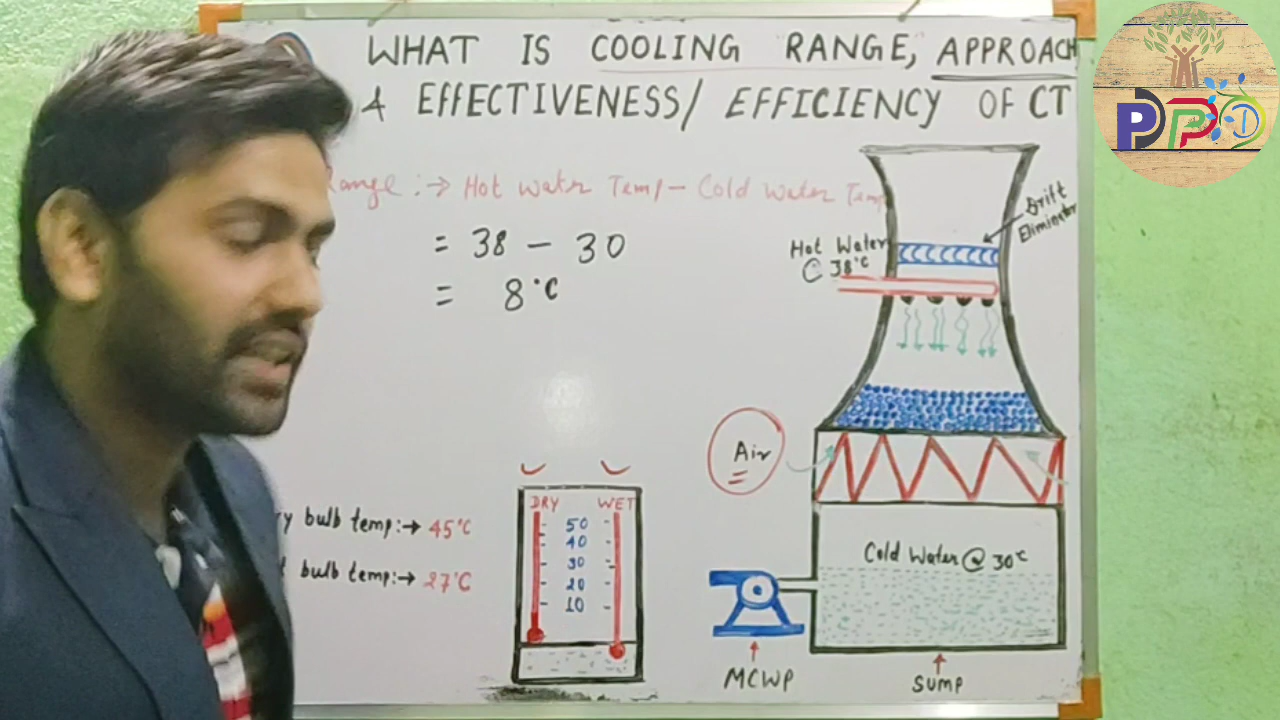 WHAT IS COOLING RANGE, APPROACH
& EFFECTIVENESS/ EFFICIENCY OF CT
Range :→ Hot Water Temp - Cold Water Temp
= 38 - 30
= 8°C
Drift
Eliminator
Hot Water
@ 38°C
Air
DRY WET
50
40
30
20
10
bulb temp:→ 45°C
bulb temp:→ 27°C
Cold Water @ 30°C
MCWP
SUMP